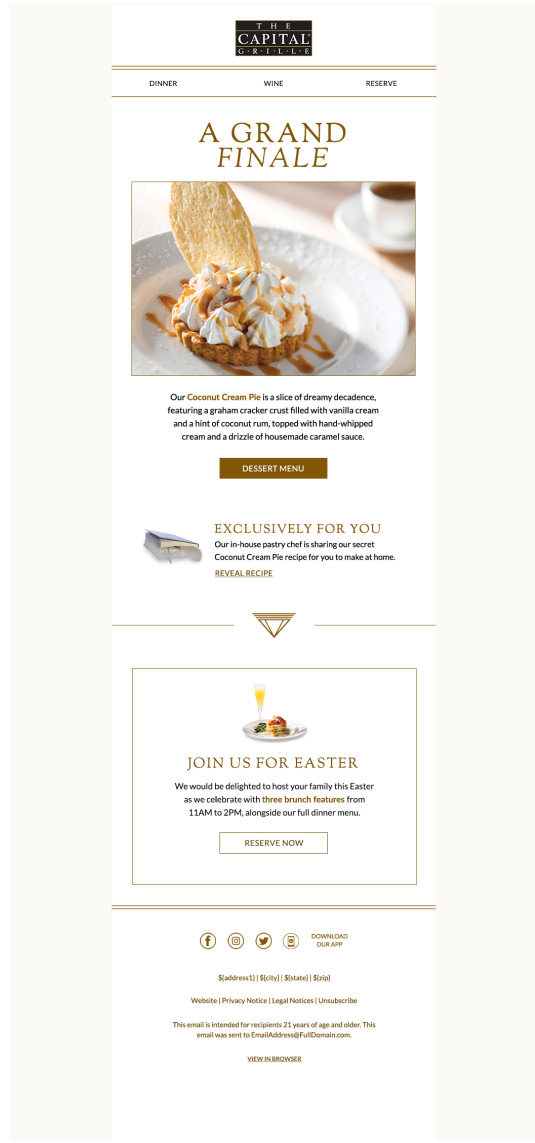 THE
CAPITAL
G·R·I·L·L·E
DINNER WINE RESERVE
A GRAND
FINALE
Our Coconut Cream Pie is a slice of dreamy decadence,
featuring a graham cracker crust filled with vanilla cream
and a hint of coconut rum, topped with hand-whipped
cream and a drizzle of housemade caramel sauce.
DESSERT MENU
EXCLUSIVELY FOR YOU
Our in-house pastry chef is sharing our secret
Coconut Cream Pie recipe for you to make at home.
REVEAL RECIPE
JOIN US FOR EASTER
We would be delighted to host your family this Easter
as we celebrate with three brunch features from
11AM to 2PM, alongside our full dinner menu.
RESERVE NOW
DOWNLOAD
OUR APP
${address1} | ${city} | ${state} | ${zip}
Website | Privacy Notice | Legal Notices | Unsubscribe
This email is intended for recipients 21 years of age and older. This
email was sent to EmailAddress@FullDomain.com.
VIEW IN BROWSER